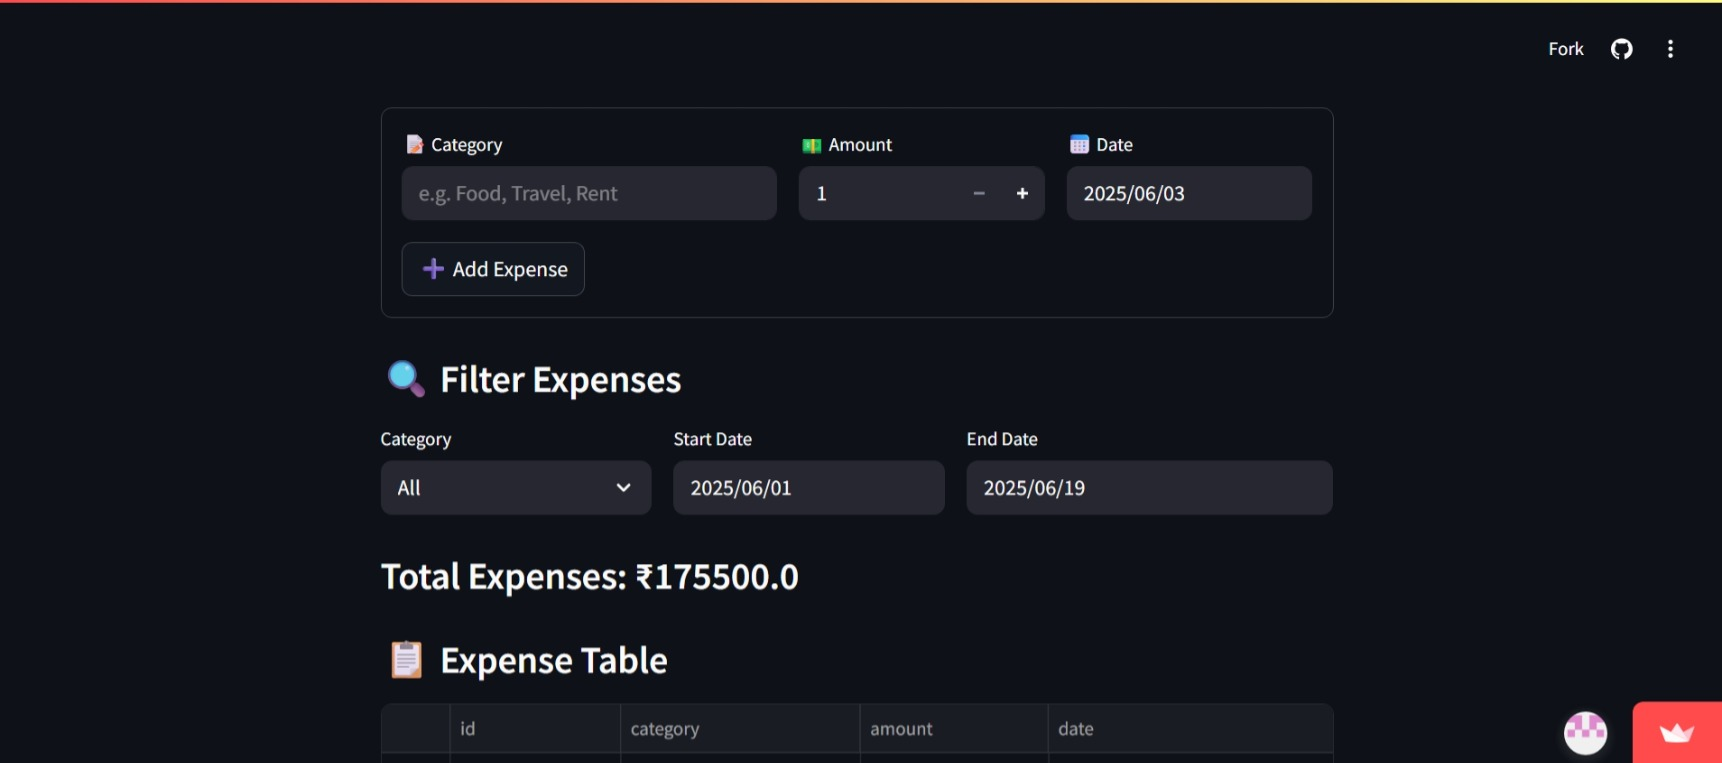 Fork
Category
Amount
Date
e.g. Food, Travel, Rent
1
2025/06/03
Add Expense
Filter Expenses
Category
Start Date
End Date
All
2025/06/01
2025/06/19
Total Expenses: ₹175500.0
Expense Table
id
category
amount
date